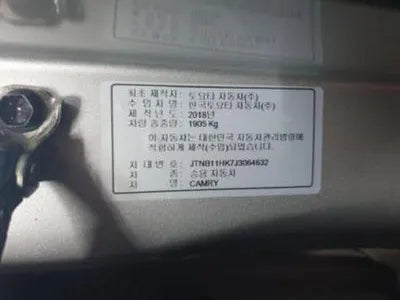 최초 제작자: 토요타 자동차(주)
수 입 자 명: 한국토요타 자동차(주)
제 작 년 도: 2018년
차량 총중량: 1905 Kg
이 자동차는 대한민국 자동차관리법령에
적합하게 제작(수입)되었습니다.
차 대 번 호: JTNB11HK7J3064632
차 종: 승용 자동차
차 명: CAMRY